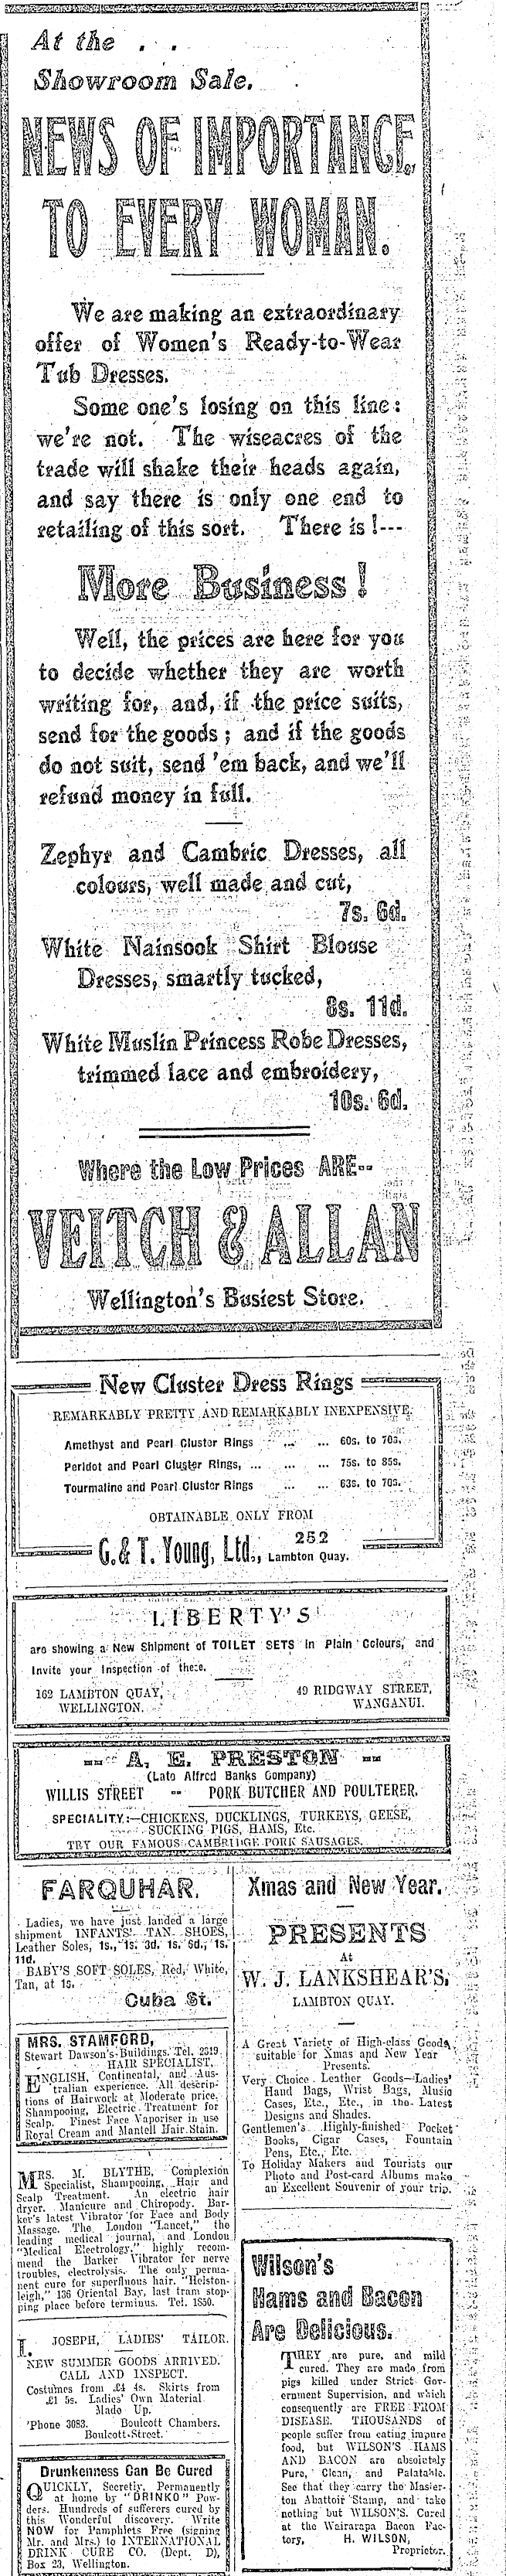 At the . .
Showroom Sale.
NEWS OF IMPORTANCE
TO EVERY WOMAN.
We are making an extraordinary
offer of Women's Ready-to-Wear
Tub Dresses.
Some one's losing on this line:
we're not. The wiseacres of the
trade will shake their heads again,
and say there is only one end to
retailing of this sort. There is!---
More Business!
Well, the prices are here for you
to decide whether they are worth
writing for, and, if the price suits,
send for the goods; and if the goods
do not suit, send 'em back, and we'll
refund money in full.
Zephyr and Cambric Dresses, all
colours, well made and cut,
7s. 6d.
White Nainsook Shirt Blouse
Dresses, smartly tucked,
8s. 11d.
White Muslin Princess Robe Dresses,
trimmed lace and embroidery,
10s. 6d.
Where the Low Prices ARE--
VEITCH & ALLAN
Wellington's Busiest Store.
New Cluster Dress Rings
REMARKABLY PRETTY AND REMARKABLY INEXPENSIVE.
Amethyst and Pearl Cluster Rings ... ... 60s. to 70s.
Peridot and Pearl Cluster Rings, ... ... ... 75s. to 85s.
Tourmaline and Pearl Cluster Rings ... ... 63s. to 70s.
OBTAINABLE ONLY FROM
G. & T. Young, Ltd., 252 Lambton Quay.
LIBERTY'S
are showing a New Shipment of TOILET SETS in Plain Colours, and
invite your Inspection of these.
162 LAMBTON QUAY, WELLINGTON.
49 RIDGWAY STREET, WANGANUI.
A. E. PRESTON
(Late Alfred Banks Company)
WILLIS STREET -- PORK BUTCHER AND POULTERER.
SPECIALITY:—CHICKENS, DUCKLINGS, TURKEYS, GEESE,
SUCKING PIGS, HAMS, Etc.
TRY OUR FAMOUS CAMBRIDGE PORK SAUSAGES.
FARQUHAR.
Ladies, we have just landed a large
shipment INFANTS' TAN SHOES,
Leather Soles, 1s., 1s. 3d. 1s. 6d., 1s.
11d.
BABY'S SOFT SOLES, Red, White,
Tan, at 1s.
Cuba St.
MRS. STAMFORD,
Stewart Dawson's Buildings. Tel. 2319.
HAIR SPECIALIST.
ENGLISH, Continental, and Aus-
tralian experience. All descrip-
tions of Hairwork at Moderate price.
Shampooing, Electric Treatment for
Scalp. Finest Face Vaporiser in use
Royal Cream and Mantell Hair Stain.
MRS. M. BLYTHE, Complexion
Specialist, Shampooing, Hair and
Scalp Treatment. An electric hair
dryer. Manicure and Chiropody. Bar-
ker's latest Vibrator for Face and Body
Massage. The London "Lancet," the
leading medical journal, and London
"Medical Electrology," highly recom-
mend the Barker Vibrator for nerve
troubles, electrolysis. The only perma-
nent cure for superfluous hair. "Helston-
leigh," 136 Oriental Bay, last tram stop-
ping place before terminus. Tel. 1850.
I. JOSEPH, LADIES' TAILOR.
NEW SUMMER GOODS ARRIVED.
CALL AND INSPECT.
Costumes from £4 4s. Skirts from
£1 5s. Ladies' Own Material
Made Up.
'Phone 3083. Boulcott Chambers.
Boulcott-Street.
Drunkenness Can Be Cured
QUICKLY, Secretly, Permanently
at home by "DRINKO" Pow-
ders. Hundreds of sufferers cured by
this Wonderful discovery. Write
NOW for Pamphlets Free (signing
Mr. and Mrs.) to INTERNATIONAL
DRINK CURE CO. (Dept. D),
Box 23, Wellington.
Xmas and New Year.
PRESENTS
At
W. J. LANKSHEAR'S,
LAMBTON QUAY.
A Great Variety of High-class Goods,
suitable for Xmas and New Year
Presents.
Very Choice Leather Goods—Ladies'
Hand Bags, Wrist Bags, Music
Cases, Etc., Etc., in the Latest
Designs and Shades.
Gentlemen's Highly-finished Pocket
Books, Cigar Cases, Fountain
Pens, Etc., Etc.
To Holiday Makers and Tourists our
Photo and Post-card Albums make
an Excellent Souvenir of your trip.
Wilson's
Hams and Bacon
Are Delicious.
THEY are pure, and mild
cured. They are made from
pigs killed under Strict Gov-
ernment Supervision, and which
consequently are FREE FROM
DISEASE. THOUSANDS of
people suffer from eating impure
food, but WILSON'S HAMS
AND BACON are absolutely
Pure, Clean, and Palatable.
See that they carry the Master-
ton Abattoir Stamp, and take
nothing but WILSON'S. Cured
at the Wairarapa Bacon Fac-
tory, H. WILSON,
Proprietor.